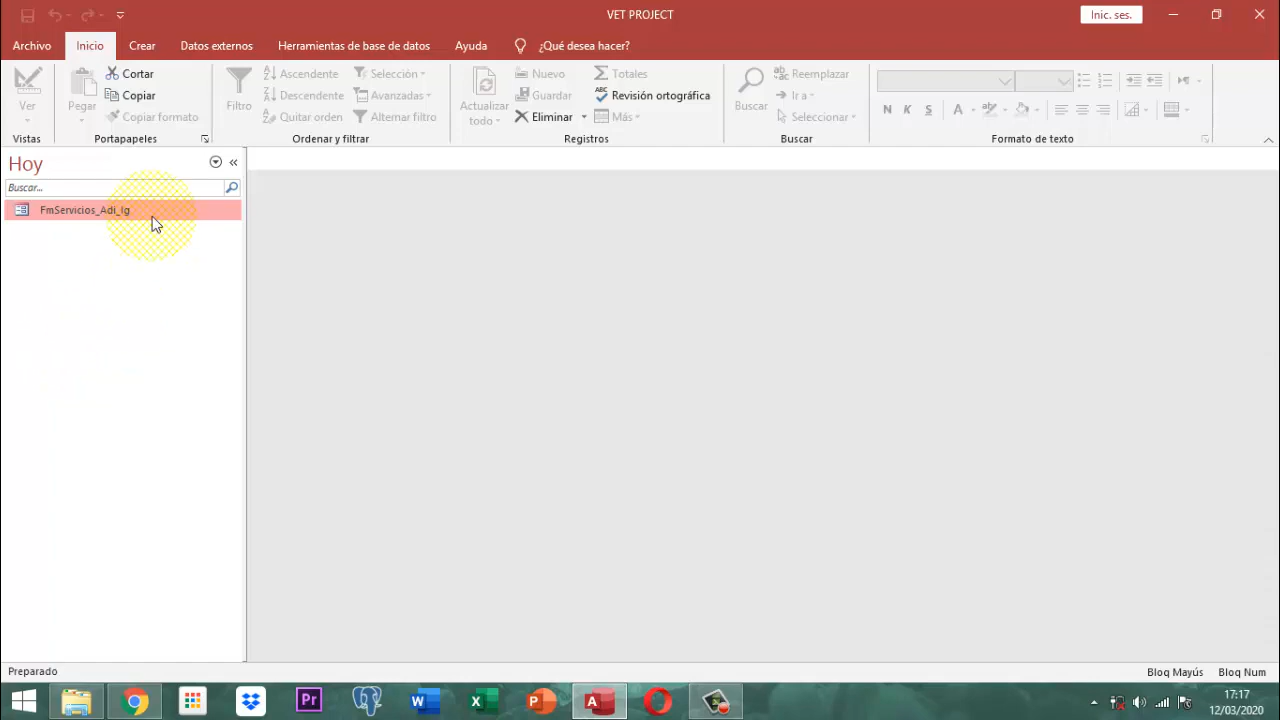 VET PROJECT
Inic. ses.
Archivo Inicio Crear Datos externos Herramientas de base de datos Ayuda ¿Qué desea hacer?
Ver
Vistas
Pegar
Cortar
Copiar
Copiar formato
Portapapeles
Filtro
Ascendente
Descendente
Quitar orden
Selección
Avanzadas
Alternar filtro
Ordenar y filtrar
Actualizar
todo
Nuevo
Guardar
Eliminar
Totales
Revisión ortográfica
Más
Registros
Buscar
Reemplazar
Ir a
Seleccionar
Buscar
N K S A
Formato de texto
Hoy
Buscar...
FmServicios_Adi_Ig
Preparado
Bloq Mayús Bloq Num
Pr
17:17
12/03/2020